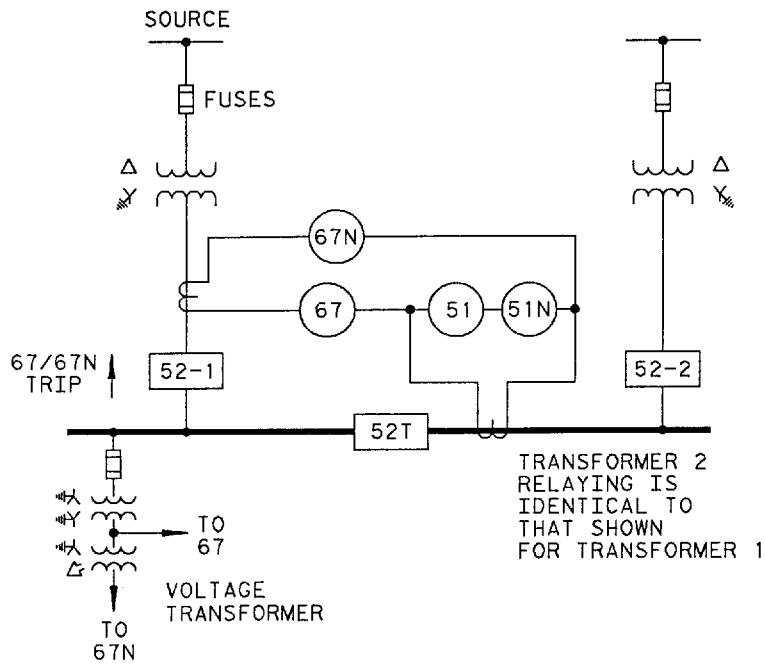 SOURCE
FUSES
Δ
Y
Δ
Y
67N
67
51
51N
67/67N
TRIP
52-1
52-2
52T
TRANSFORMER 2
RELAYING IS
IDENTICAL TO
THAT SHOWN
FOR TRANSFORMER 1
Y
Y
TO
67
Y
VOLTAGE
TRANSFORMER
TO
67N